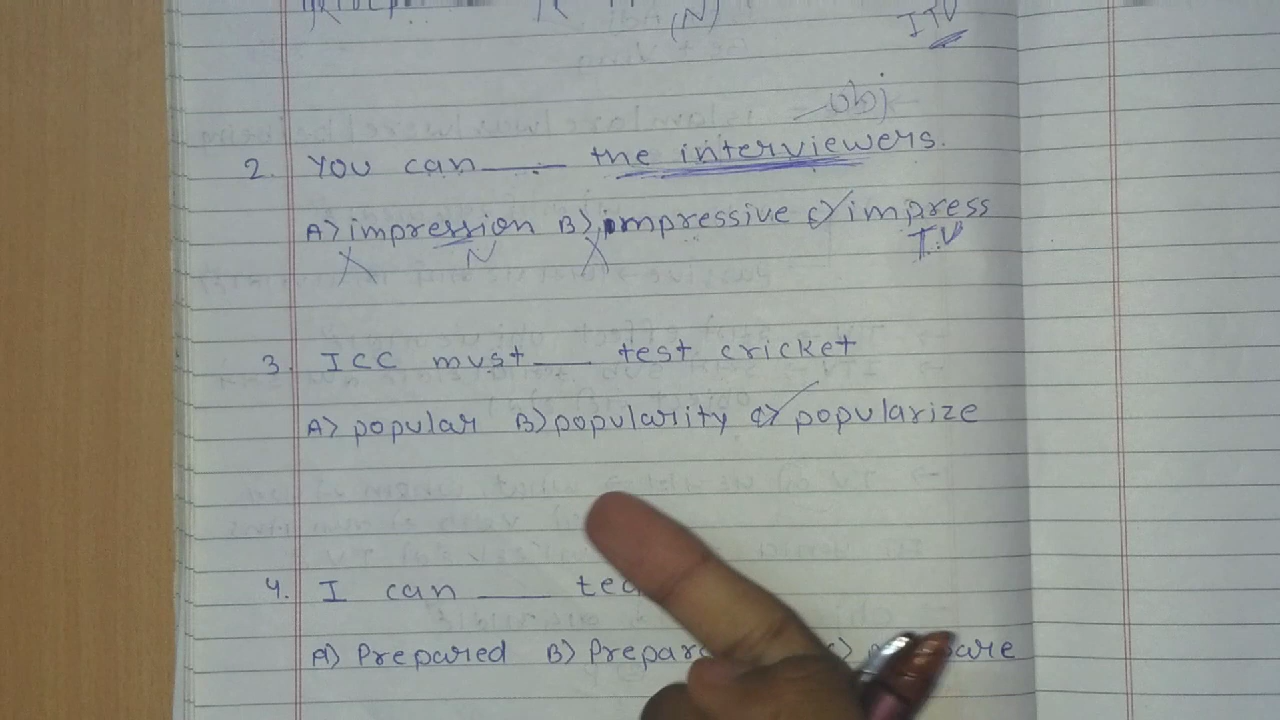 (N)
ITV
obj
2. You can ___ the interviewers.
A) impression B) impressive C) impress
N
T.V
3. ICC must ___ test cricket
A) popular B) popularity C) popularize
4. I can ___
A) Prepared B) C)